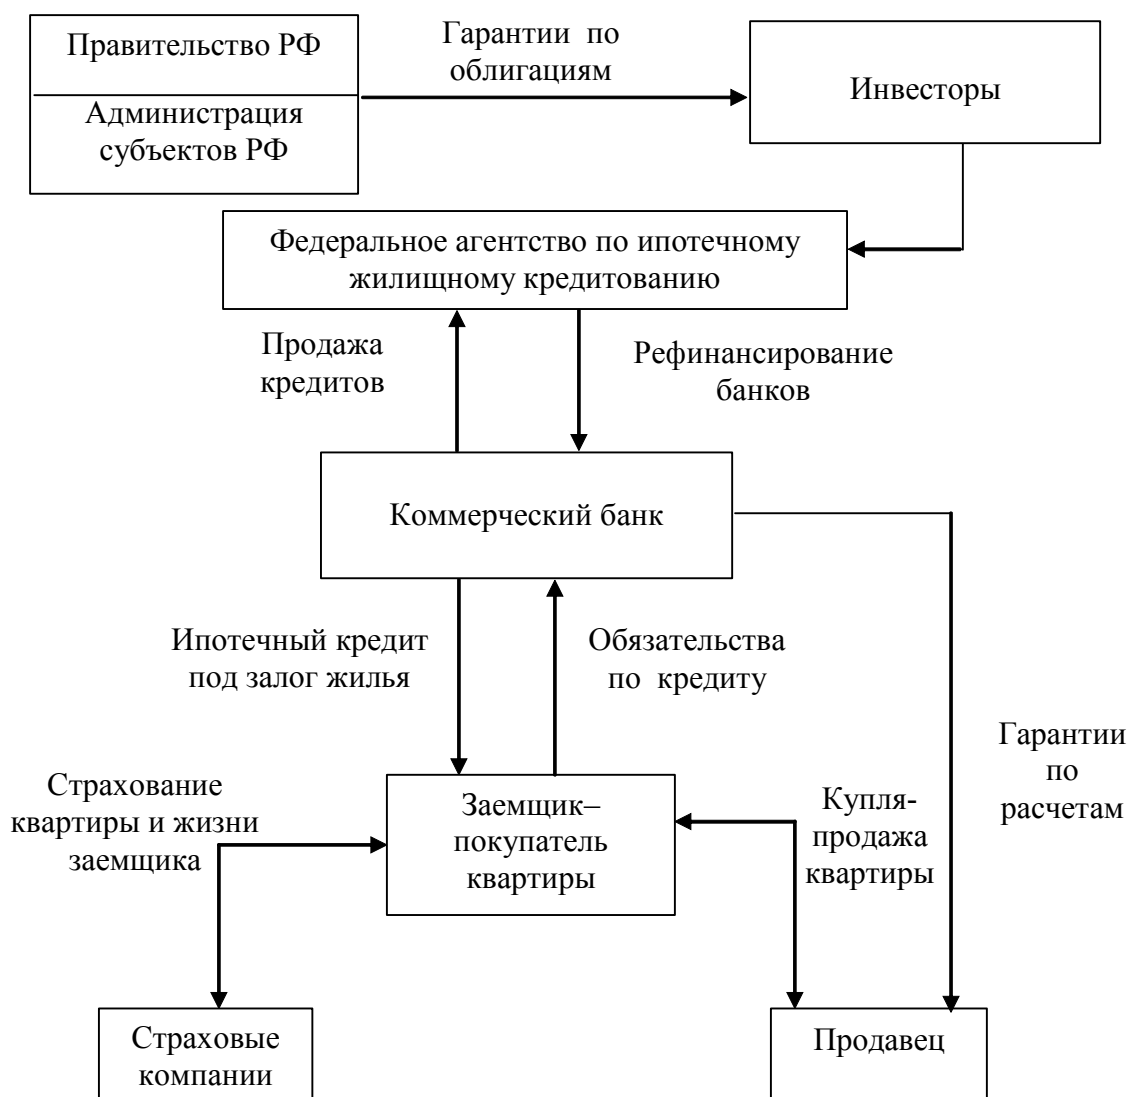 Правительство РФ
Администрация
субъектов РФ
Гарантии по
облигациям
Инвесторы
Федеральное агентство по ипотечному
жилищному кредитованию
Продажа
кредитов
Рефинансирование
банков
Коммерческий банк
Ипотечный кредит
под залог жилья
Обязательства
по кредиту
Гарантии
по
расчетам
Страхование
квартиры и жизни
заемщика
Заемщик–
покупатель
квартиры
Купля-
продажа
квартиры
Страховые
компании
Продавец